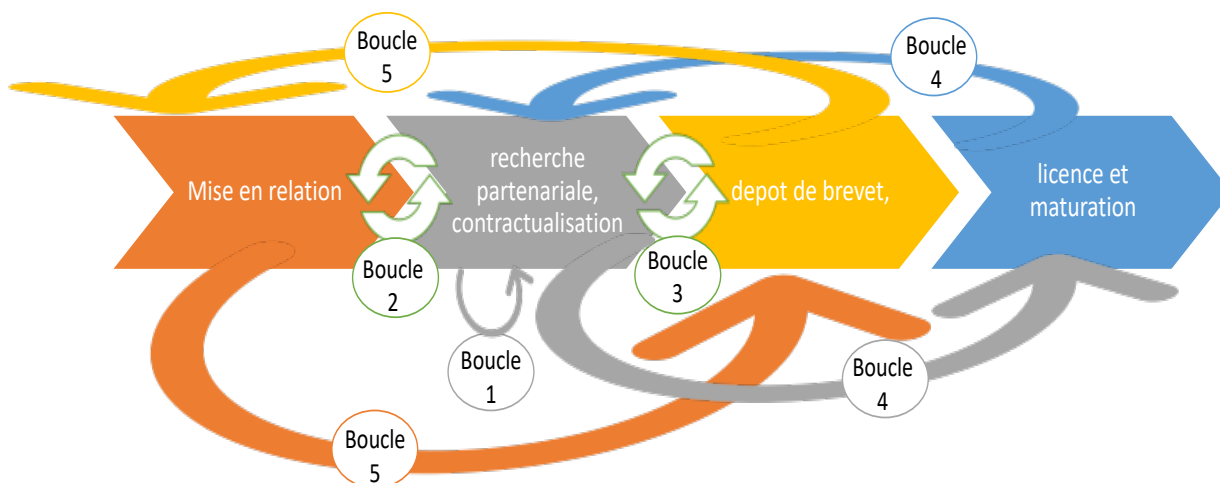 Boucle
5
Boucle
4
Mise en relation
recherche
partenariale,
contractualisation
depot de brevet,
licence et
maturation
Boucle
2
Boucle
3
Boucle
1
Boucle
4
Boucle
5